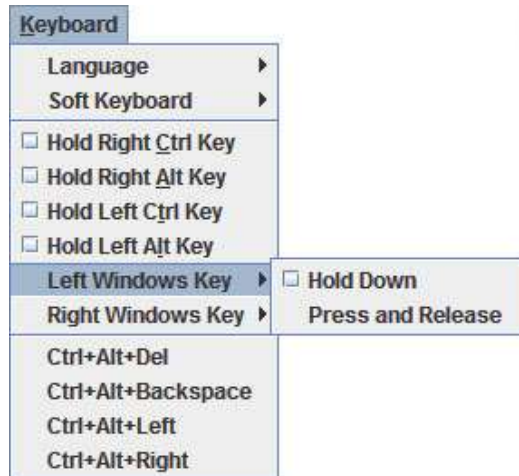 Keyboard
Language
Soft Keyboard
Hold Right Ctrl Key
Hold Right Alt Key
Hold Left Ctrl Key
Hold Left Alt Key
Left Windows Key
Hold Down
Right Windows Key
Press and Release
Ctrl+Alt+Del
Ctrl+Alt+Backspace
Ctrl+Alt+Left
Ctrl+Alt+Right